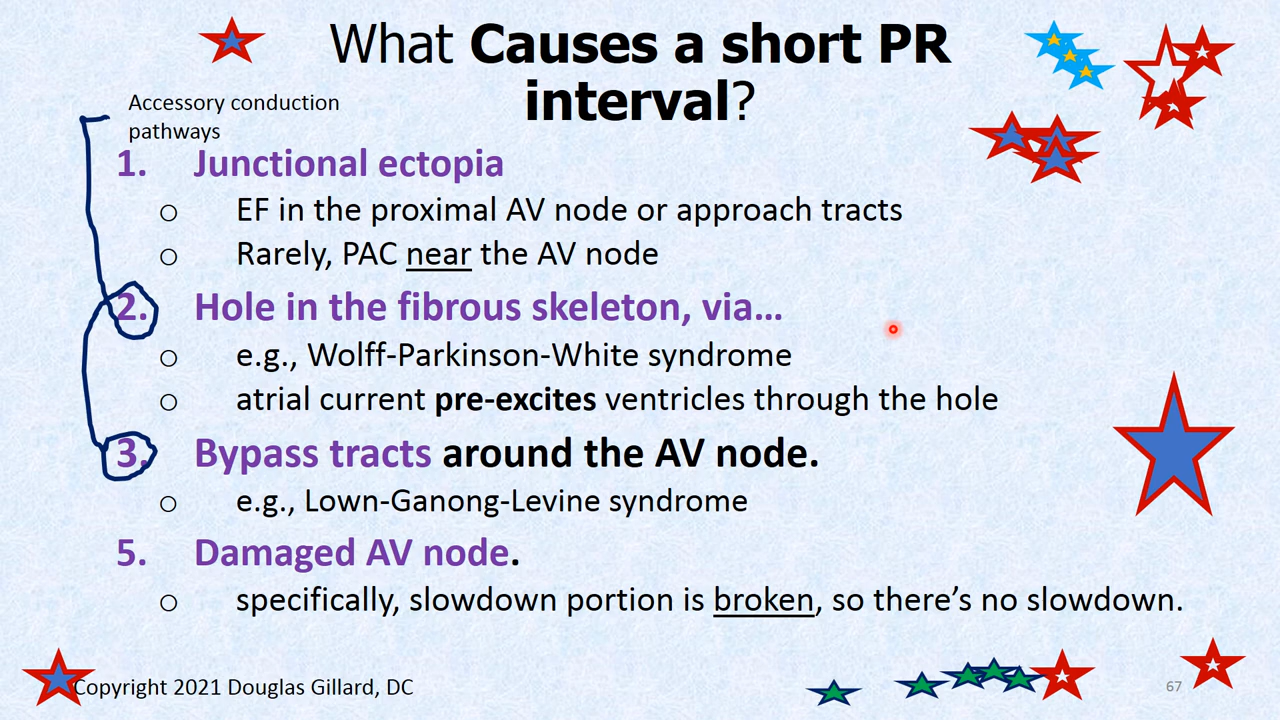 What Causes a short PR
interval?
Accessory conduction
pathways
1. Junctional ectopia
o EF in the proximal AV node or approach tracts
o Rarely, PAC near the AV node
2. Hole in the fibrous skeleton, via…
o e.g., Wolff-Parkinson-White syndrome
o atrial current pre-excites ventricles through the hole
3. Bypass tracts around the AV node.
o e.g., Lown-Ganong-Levine syndrome
5. Damaged AV node.
o specifically, slowdown portion is broken, so there’s no slowdown.
Copyright 2021 Douglas Gillard, DC
67